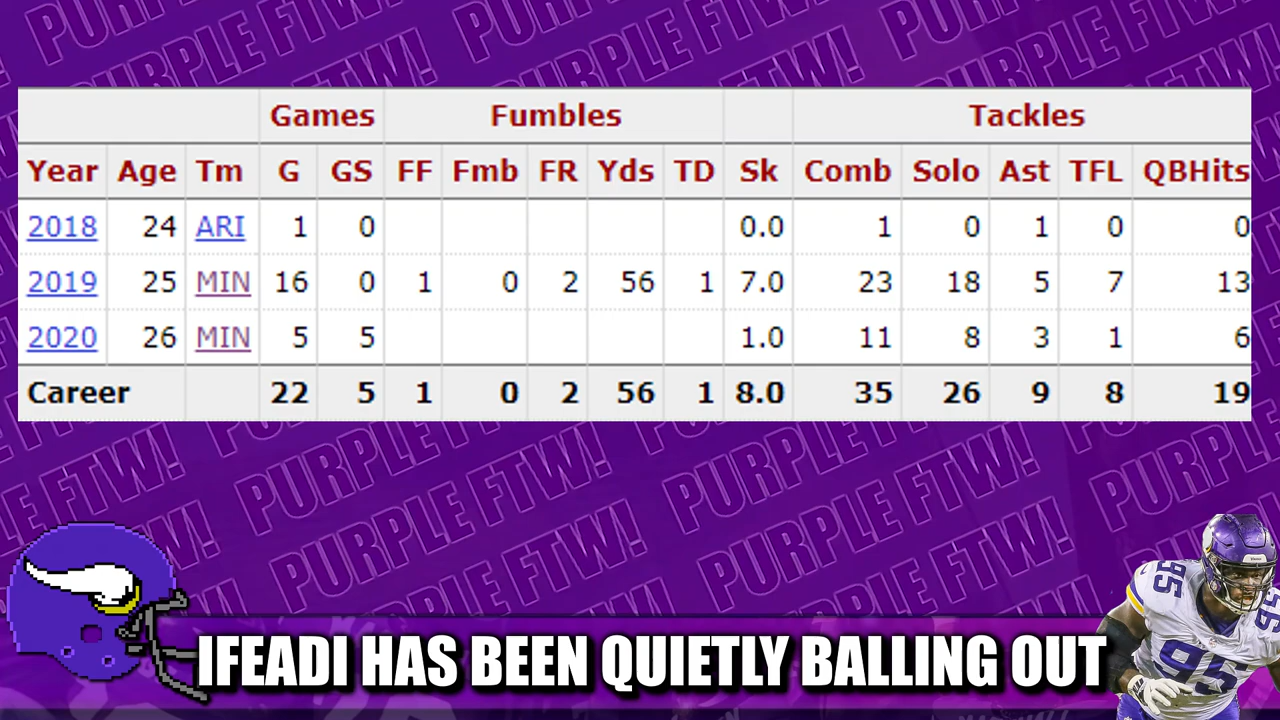 Games Fumbles Tackles
Year Age Tm G GS FF Fmb FR Yds TD Sk Comb Solo Ast TFL QBHits
2018 24 ARI 1 0 0.0 1 0 1 0 0
2019 25 MIN 16 0 1 0 2 56 1 7.0 23 18 5 7 13
2020 26 MIN 5 5 1.0 11 8 3 1 6
Career 22 5 1 0 2 56 1 8.0 35 26 9 8 19
PURPLE FTW!
IFEADI HAS BEEN QUIETLY BALLING OUT
95
95